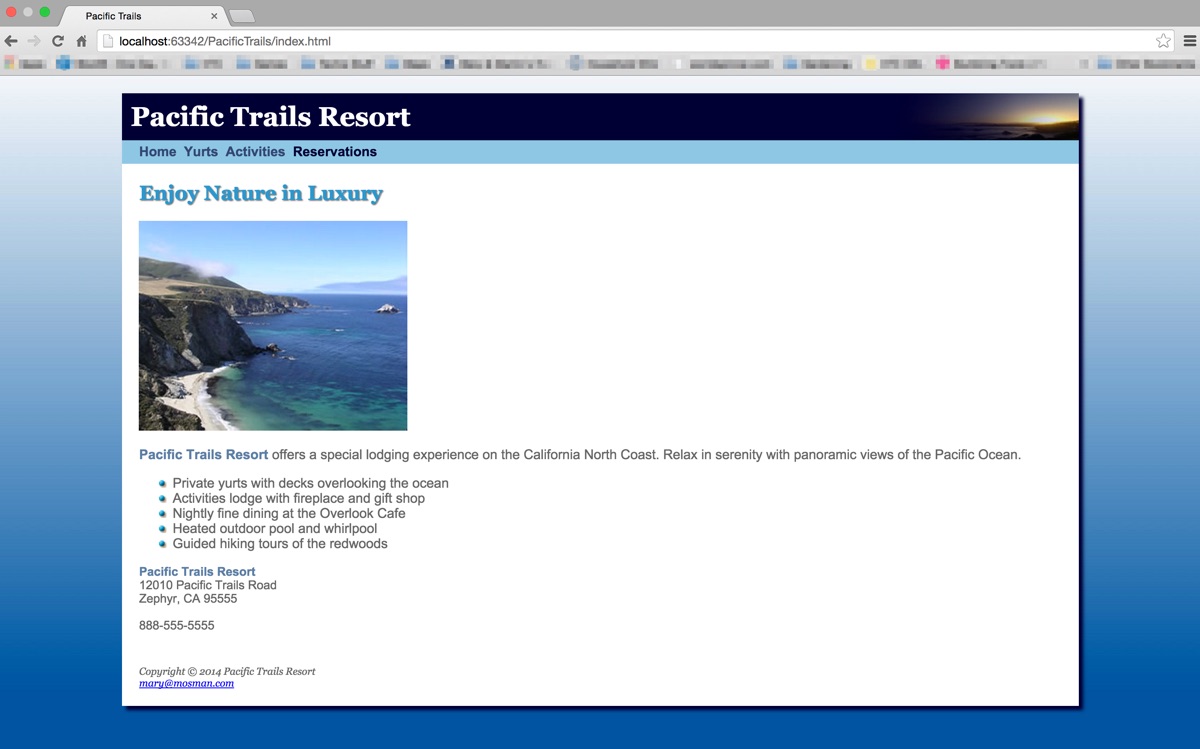 Pacific Trails
localhost:63342/PacificTrails/index.html
Pacific Trails Resort
Home Yurts Activities Reservations
Enjoy Nature in Luxury
Pacific Trails Resort offers a special lodging experience on the California North Coast. Relax in serenity with panoramic views of the Pacific Ocean.
Private yurts with decks overlooking the ocean
Activities lodge with fireplace and gift shop
Nightly fine dining at the Overlook Cafe
Heated outdoor pool and whirlpool
Guided hiking tours of the redwoods
Pacific Trails Resort
12010 Pacific Trails Road
Zephyr, CA 95555
888-555-5555
Copyright © 2014 Pacific Trails Resort
mary@mosman.com